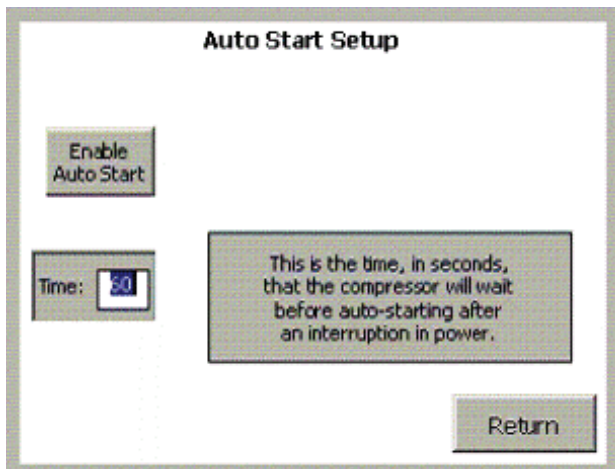 Auto Start Setup
Enable
Auto Start
Time: 60
This is the time, in seconds,
that the compressor will wait
before auto-starting after
an interruption in power.
Return